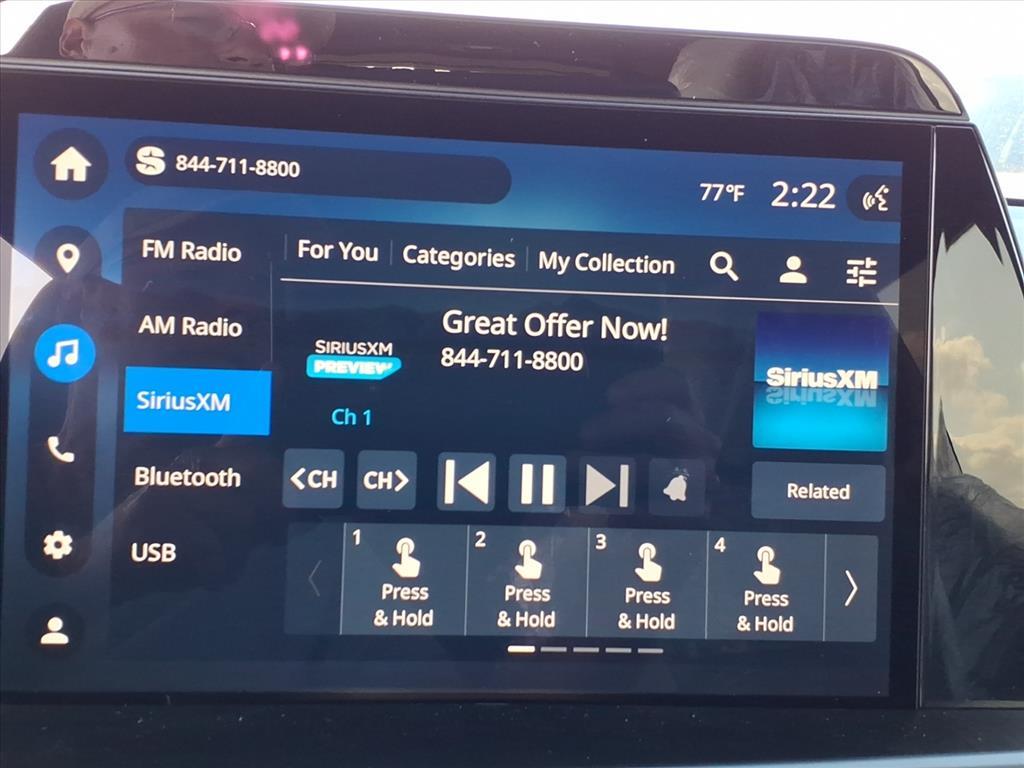 844-711-8800
77°F 2:22
FM Radio
For You
Categories
My Collection
AM Radio
Great Offer Now!
844-711-8800
SIRIUSXM
PREVIEW
SiriusXM
SiriusXM
Ch 1
Bluetooth
<CH
CH>
Related
USB
1
Press
& Hold
2
Press
& Hold
3
Press
& Hold
4
Press
& Hold